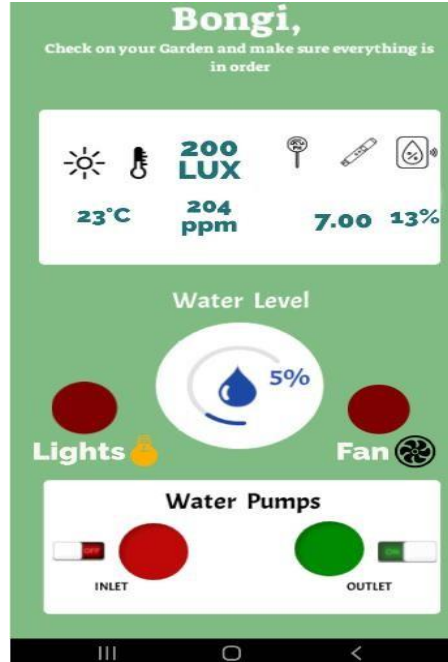 Bongi,
Check on your Garden and make sure everything is
in order
200
LUX
23°C
204
ppm
7.00
13%
Water Level
5%
Lights
Fan
Water Pumps
OFF
ON
INLET
OUTLET